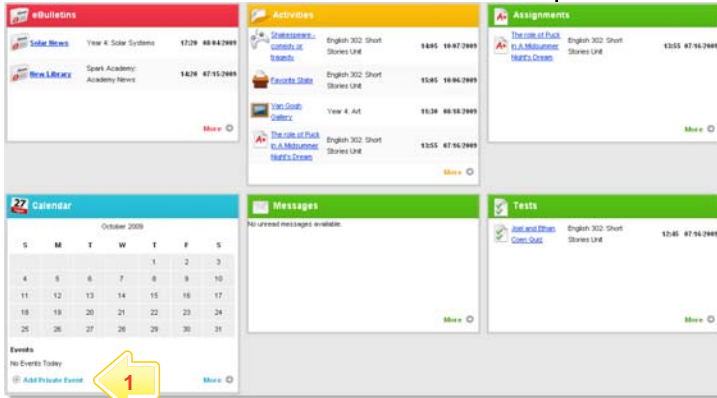 eBulletins
Solar News Year 4: Solar Systems 17:20 08/04/2009
New Library Spark Academy: Academy News 14:20 07/15/2009
More
Activities
Shakespeare - comedy or tragedy English 302: Short Stories Unit 14:05 10/07/2009
Favorite State English 302: Short Stories Unit 15:05 10/06/2009
Van Gogh Gallery Year 4: Art 11:30 08/18/2009
The role of Puck in A Midsummer Night's Dream English 302: Short Stories Unit 13:55 07/16/2009
More
Assignments
The role of Puck in A Midsummer Night's Dream English 302: Short Stories Unit 13:55 07/16/2009
More
27 Calendar
October 2009
S M T W T F S
1 2 3
4 5 6 7 8 9 10
11 12 13 14 15 16 17
18 19 20 21 22 23 24
25 26 27 28 29 30 31
Events
No Events Today
Add Private Event 1 More
Messages
No unread messages available.
More
Tests
Joel and Ethan Coen Quiz English 302: Short Stories Unit 12:45 07/16/2009
More